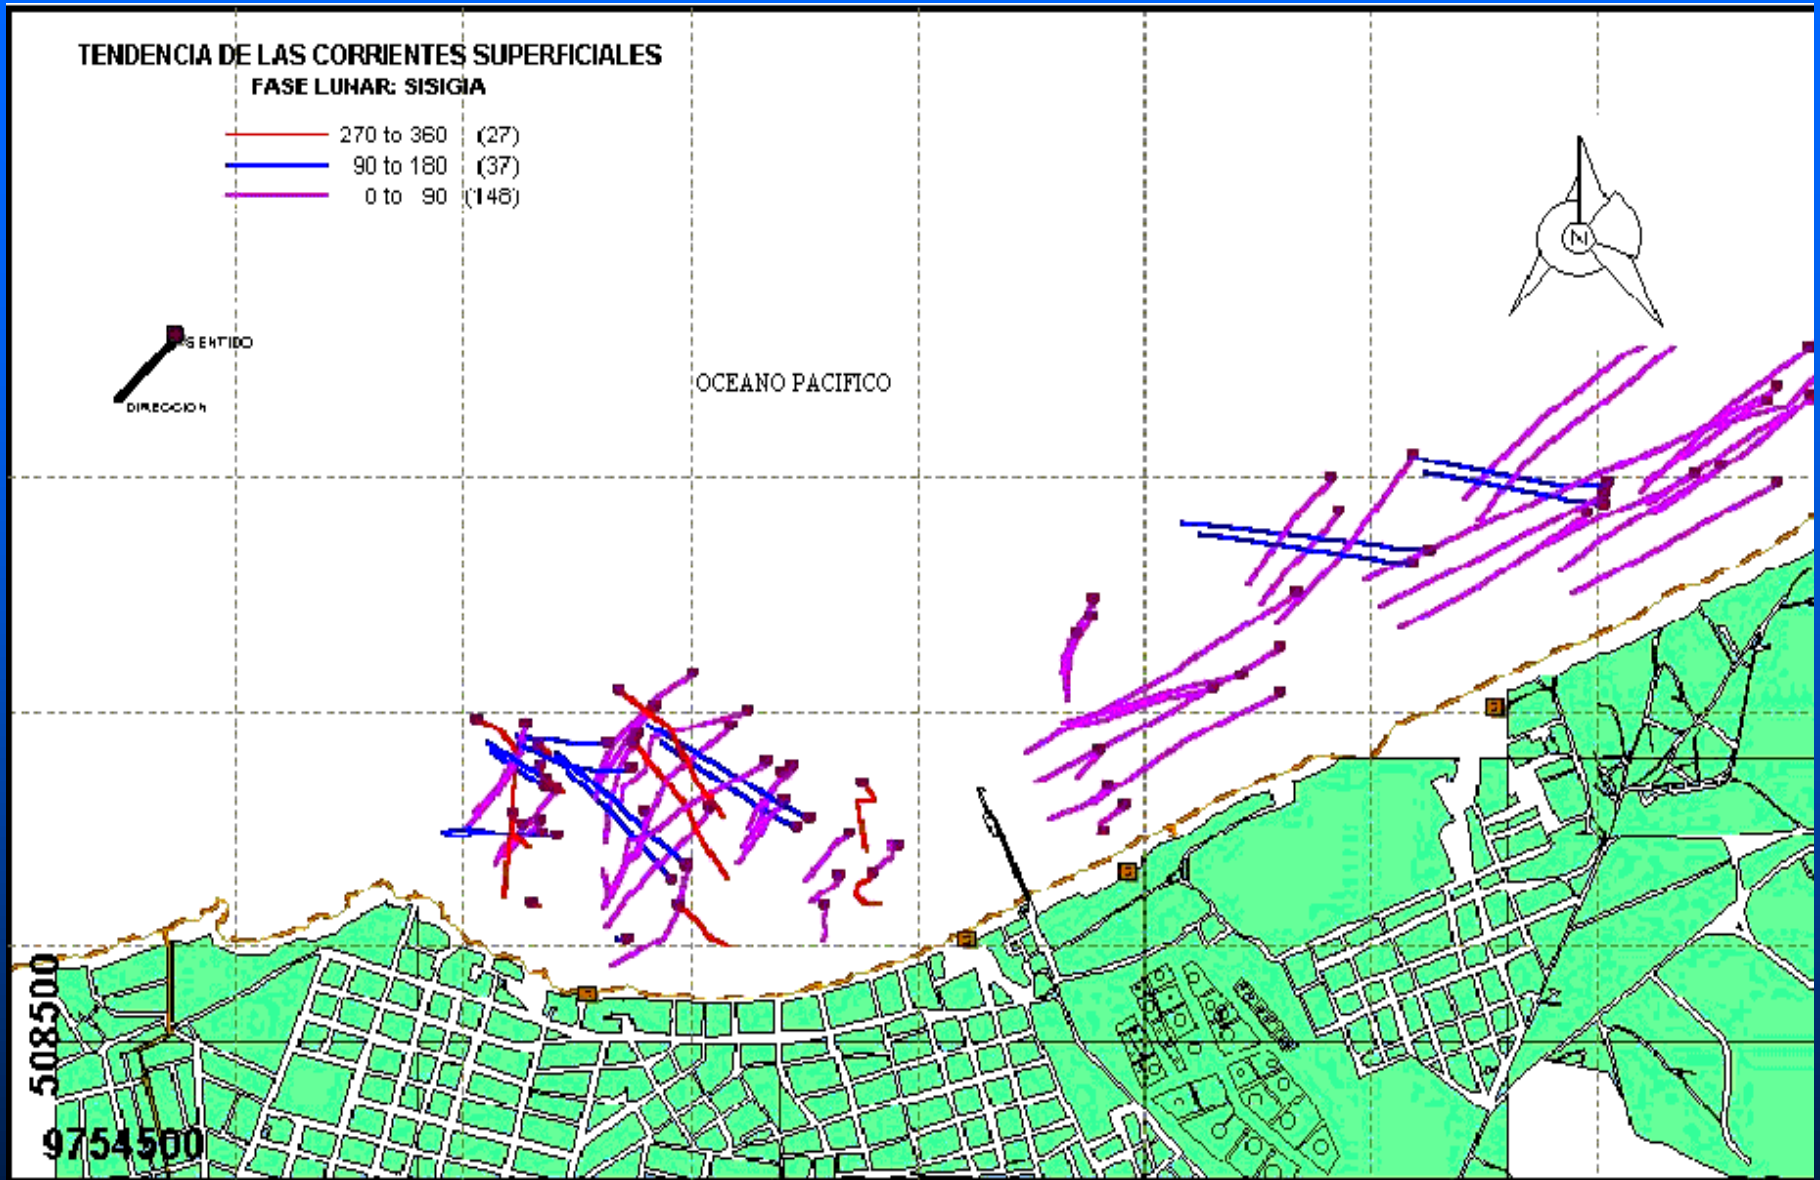 TENDENCIA DE LAS CORRIENTES SUPERFICIALES
FASE LUNAR: SISIGIA
270 to 360 (27)
90 to 180 (37)
0 to 90 (148)
N
SENTIDO
DIRECCION
OCEANO PACIFICO
508500
9754500